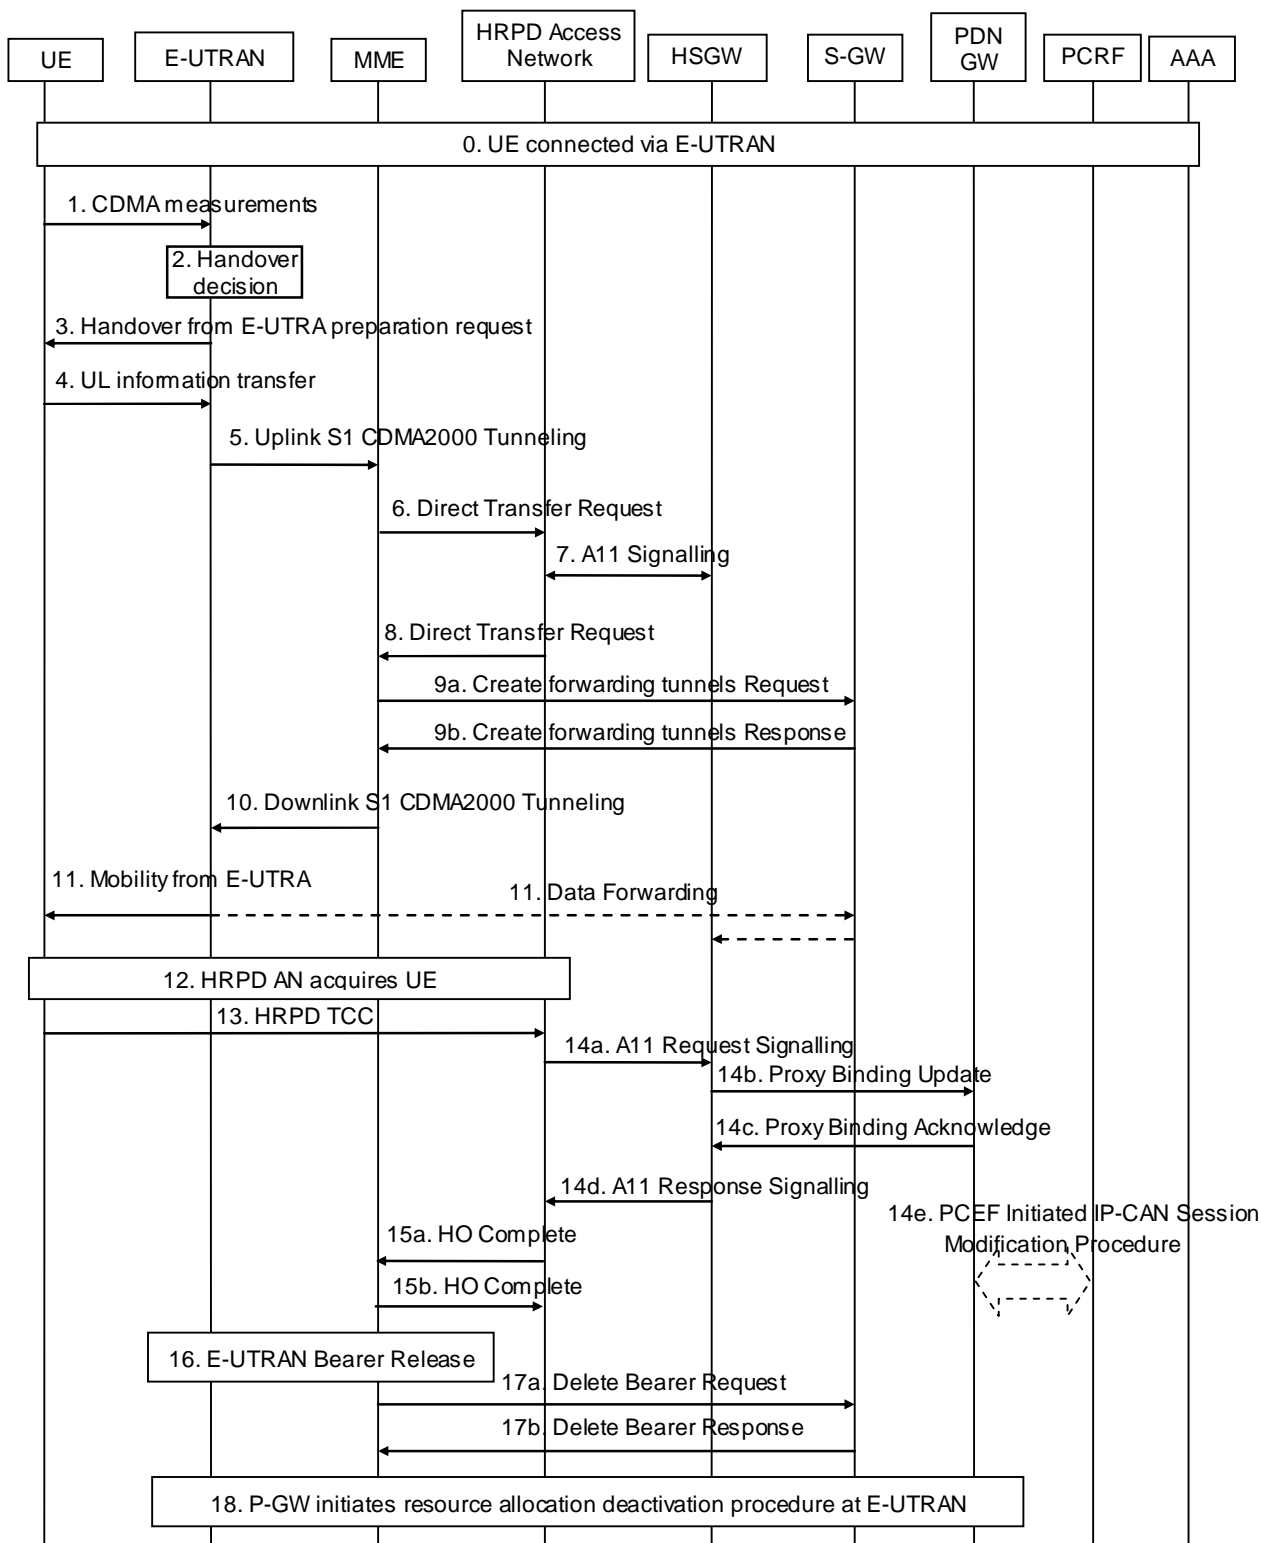 UE
E-UTRAN
MME
HRPD Access
Network
HSGW
S-GW
PDN
GW
PCRF
AAA
0. UE connected via E-UTRAN
1. CDMA measurements
2. Handover
decision
3. Handover from E-UTRA preparation request
4. UL information transfer
5. Uplink S1 CDMA2000 Tunneling
6. Direct Transfer Request
7. A11 Signalling
8. Direct Transfer Request
9a. Create forwarding tunnels Request
9b. Create forwarding tunnels Response
10. Downlink S1 CDMA2000 Tunneling
11. Mobility from E-UTRA
11. Data Forwarding
12. HRPD AN acquires UE
13. HRPD TCC
14a. A11 Request Signalling
14b. Proxy Binding Update
14c. Proxy Binding Acknowledge
14d. A11 Response Signalling
14e. PCEF Initiated IP-CAN Session
Modification Procedure
15a. HO Complete
15b. HO Complete
16. E-UTRAN Bearer Release
17a. Delete Bearer Request
17b. Delete Bearer Response
18. P-GW initiates resource allocation deactivation procedure at E-UTRAN